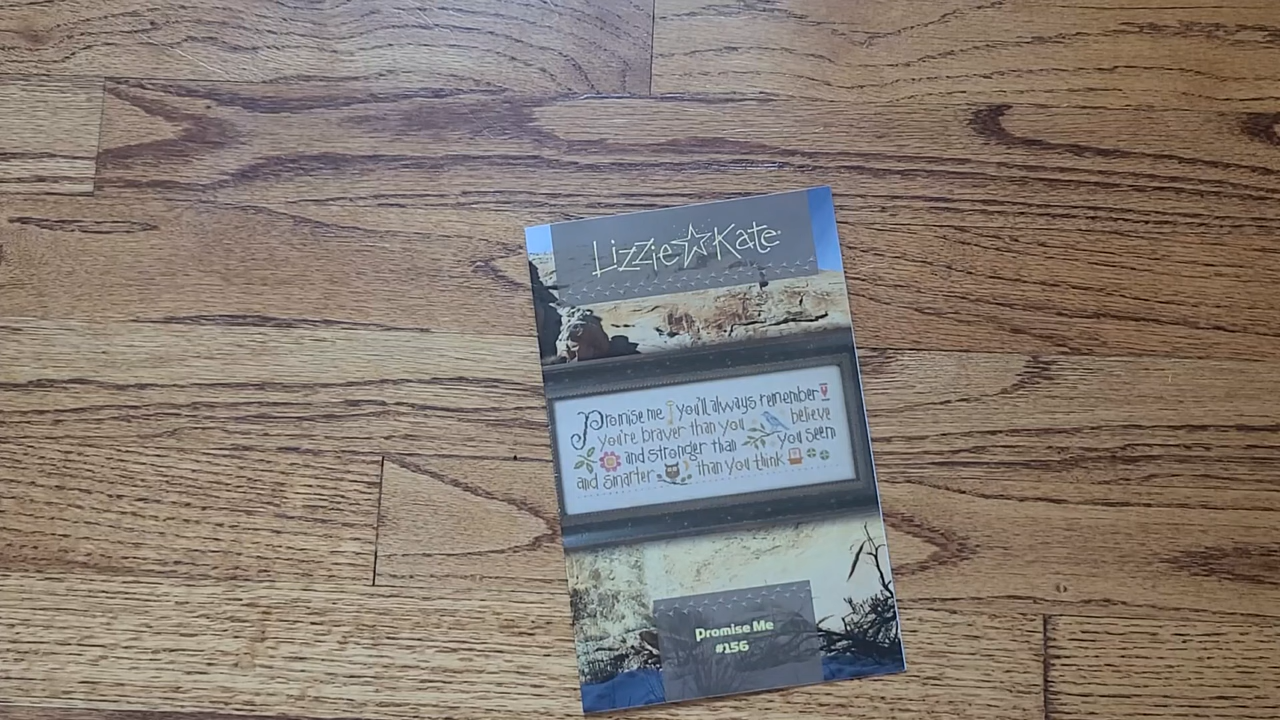 Lizzie☆Kate
Promise me you'll always remember
you're braver than you believe
and stronger than you seem
and smarter than you think
Promise Me
#156